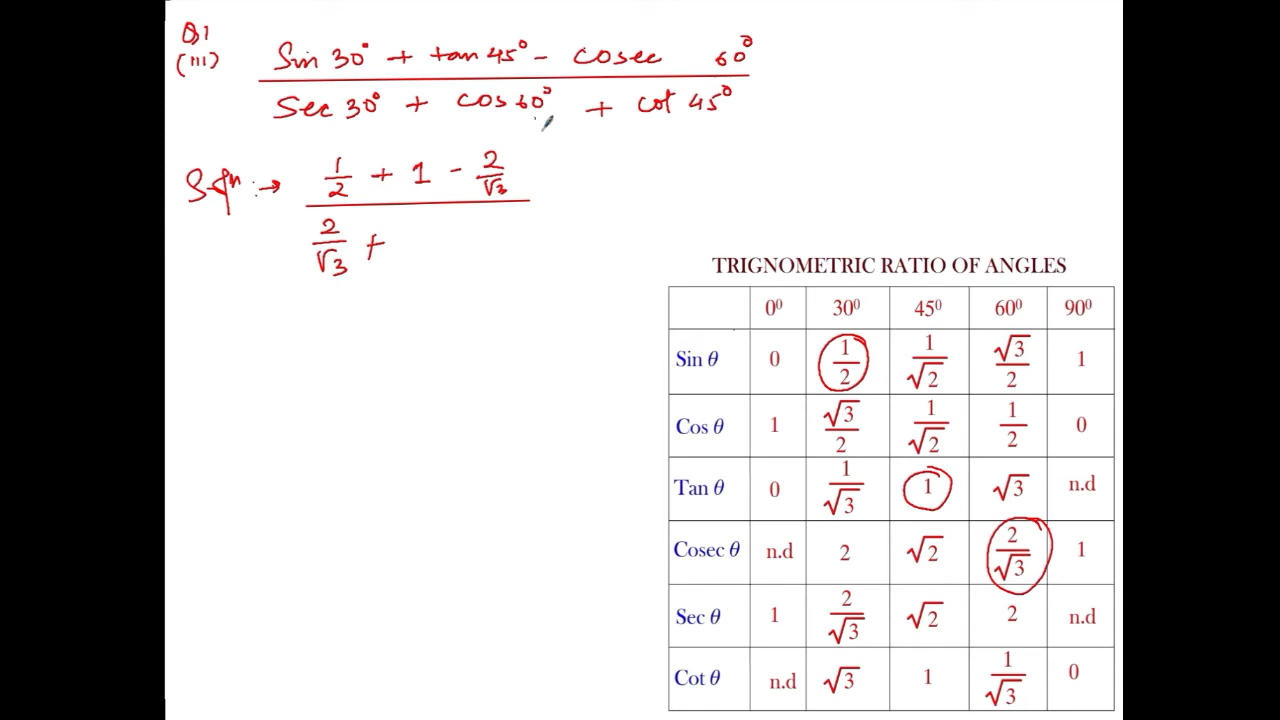 Q1
(iii) Sin 30° + tan 45° - cosec 60°
Sec 30° + cos 60° + cot 45°
Solⁿ :→ 1/2 + 1 - 2/√3
2/√3 +
TRIGNOMETRIC RATIO OF ANGLES
0⁰ 30⁰ 45⁰ 60⁰ 90⁰
Sin θ 0 1/2 1/√2 √3/2 1
Cos θ 1 √3/2 1/√2 1/2 0
Tan θ 0 1/√3 1 √3 n.d
Cosec θ n.d 2 √2 2/√3 1
Sec θ 1 2/√3 √2 2 n.d
Cot θ n.d √3 1 1/√3 0